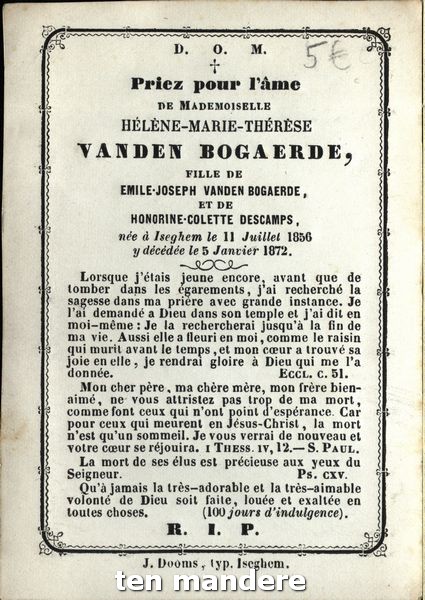 D. O. M.
5€
Priez pour l'âme
DE MADEMOISELLE
HÉLÈNE-MARIE-THÉRÈSE
VANDEN BOGAERDE,
FILLE DE
EMILE-JOSEPH VANDEN BOGAERDE,
ET DE
HONORINE-COLETTE DESCAMPS,
née à Iseghem le 11 Juillet 1856
y décédée le 5 Janvier 1872.
Lorsque j'étais jeune encore, avant que de
tomber dans les égarements, j'ai recherché la
sagesse dans ma prière avec grande instance. Je
l'ai demandé a Dieu dans son temple et j'ai dit en
moi-même : Je la rechercherai jusqu'à la fin de
ma vie. Aussi elle a fleuri en moi, comme le raisin
qui murit avant le temps, et mon cœur a trouvé sa
joie en elle, je rendrai gloire à Dieu qui me l'a
donnée. ECCL. C. 51.
Mon cher père, ma chère mère, mon frère bien-
aimé, ne vous attristez pas trop de ma mort,
comme font ceux qui n'ont point d'espérance. Car
pour ceux qui meurent en Jésus-Christ, la mort
n'est qu'un sommeil. Je vous verrai de nouveau et
votre cœur se réjouira. I THESS. IV, 12.— S. PAUL.
La mort de ses élus est précieuse aux yeux du
Seigneur. PS. CXV.
Qu'à jamais la très-adorable et la très-aimable
volonté de Dieu soit faite, louée et exaltée en
toutes choses. (100 jours d'indulgence).
R. I. P.
J. Dooms, typ. Iseghem.
ten mandere